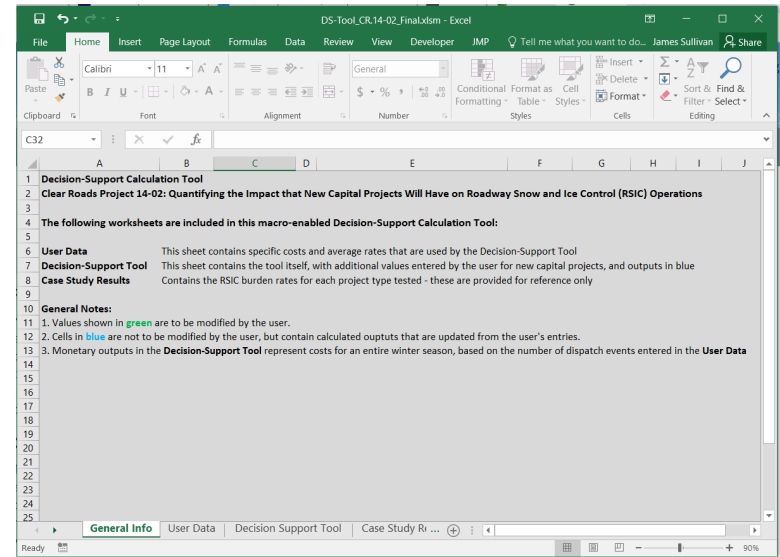 DS-Tool_CR.14-02_Final.xlsm - Excel
File Home Insert Page Layout Formulas Data Review View Developer JMP Tell me what you want to do... James Sullivan Share
Paste
Calibri 11 A A
B I U A
General
$ % , .0 .00 .00 .0
Conditional Formatting
Format as Table
Cell Styles
Insert
Delete
Format
Sort & Filter
Find & Select
Clipboard Font Alignment Number Styles Cells Editing
C32 fx
A B C D E F G H I J
1 Decision-Support Calculation Tool
2 Clear Roads Project 14-02: Quantifying the Impact that New Capital Projects Will Have on Roadway Snow and Ice Control (RSIC) Operations
3
4 The following worksheets are included in this macro-enabled Decision-Support Calculation Tool:
5
6 User Data This sheet contains specific costs and average rates that are used by the Decision-Support Tool
7 Decision-Support Tool This sheet contains the tool itself, with additional values entered by the user for new capital projects, and outputs in blue
8 Case Study Results Contains the RSIC burden rates for each project type tested - these are provided for reference only
9
10 General Notes:
11 1. Values shown in green are to be modified by the user.
12 2. Cells in blue are not to be modified by the user, but contain calculated ouptuts that are updated from the user's entries.
13 3. Monetary outputs in the Decision-Support Tool represent costs for an entire winter season, based on the number of dispatch events entered in the User Data
14
15
16
17
18
19
20
21
22
23
24
25
General Info User Data Decision Support Tool Case Study Re ...
Ready 90%